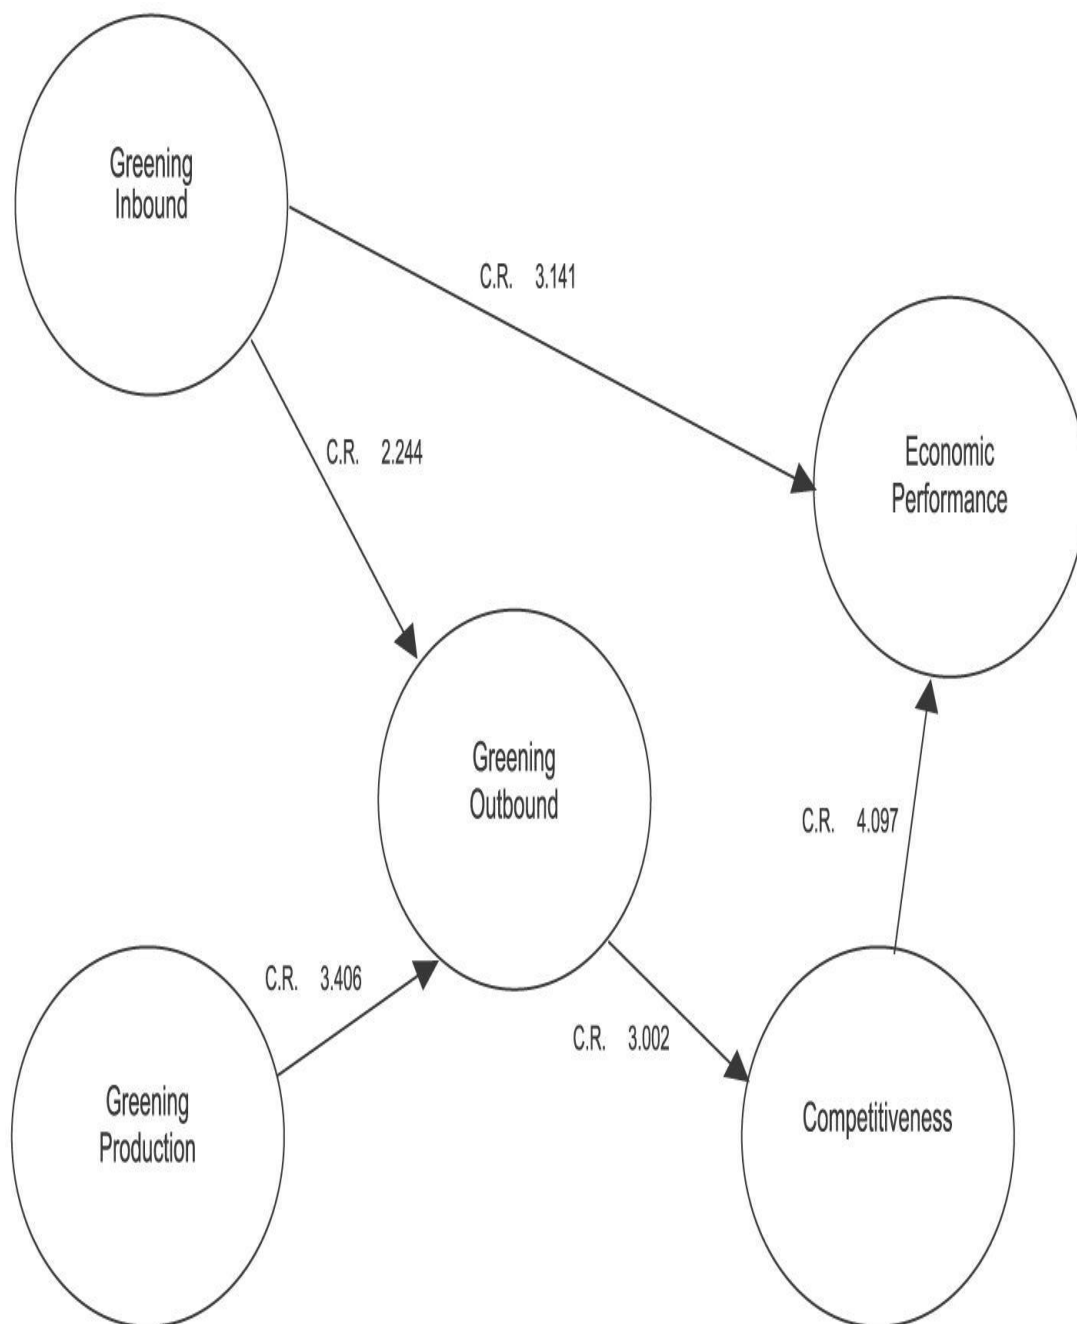 Greening
Inbound
C.R. 3.141
C.R. 2.244
Economic
Performance
Greening
Outbound
C.R. 4.097
C.R. 3.406
C.R. 3.002
Greening
Production
Competitiveness